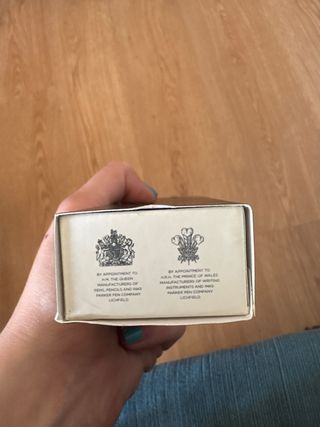 BY APPOINTMENT TO
H.M. THE QUEEN
MANUFACTURERS OF
PENS, PENCILS AND INKS
PARKER PEN COMPANY
LICHFIELD
BY APPOINTMENT TO
H.R.H. THE PRINCE OF WALES
MANUFACTURERS OF WRITING
INSTRUMENTS AND INKS
PARKER PEN COMPANY
LICHFIELD